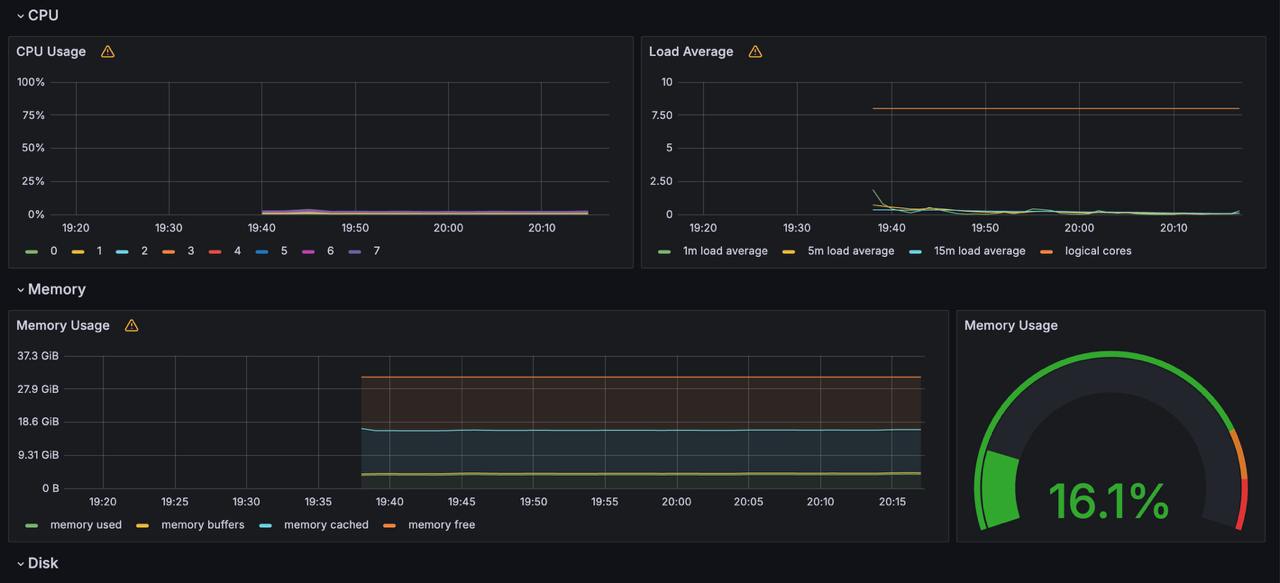 CPU
CPU Usage
100%
75%
50%
25%
0%
19:20 19:30 19:40 19:50 20:00 20:10
0 1 2 3 4 5 6 7
Load Average
10
7.50
5
2.50
0
19:20 19:30 19:40 19:50 20:00 20:10
1m load average 5m load average 15m load average logical cores
Memory
Memory Usage
37.3 GiB
27.9 GiB
18.6 GiB
9.31 GiB
0 B
19:20 19:25 19:30 19:35 19:40 19:45 19:50 19:55 20:00 20:05 20:10 20:15
memory used memory buffers memory cached memory free
Memory Usage
16.1%
Disk